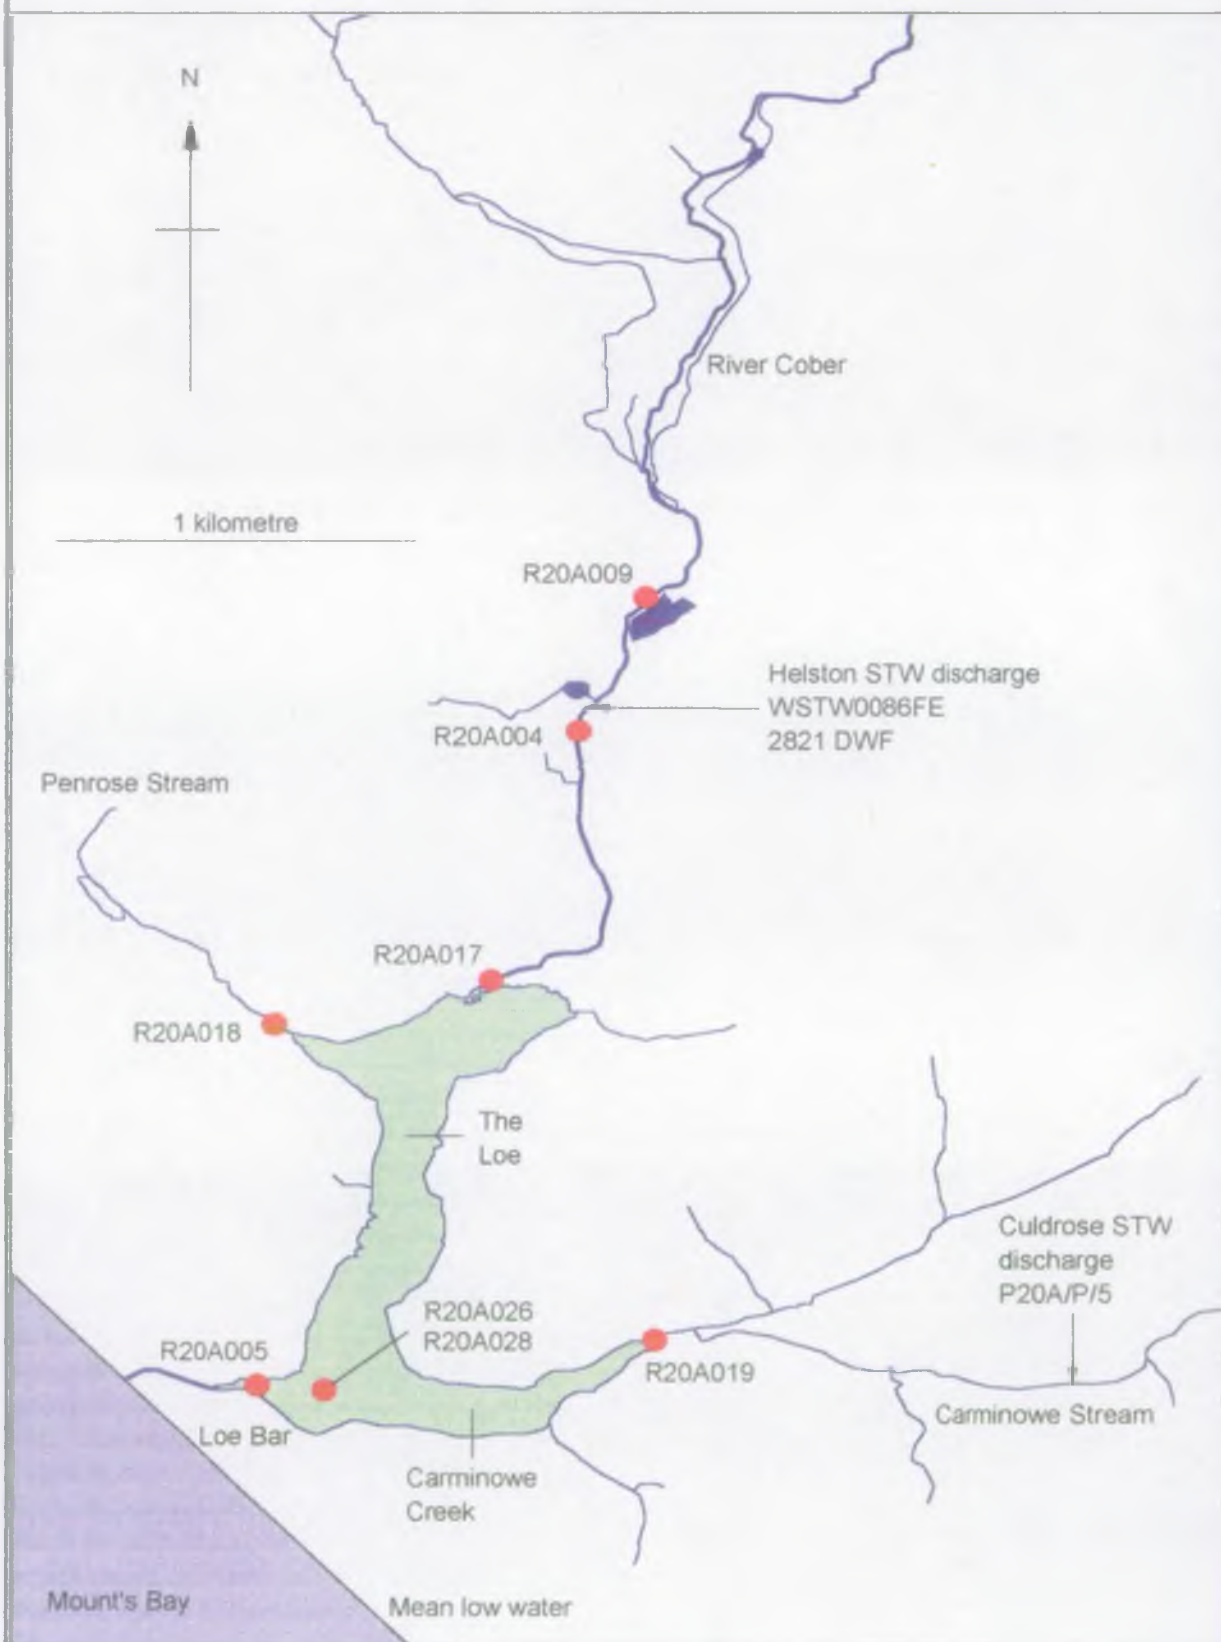 N
River Cober
1 kilometre
R20A009
Helston STW discharge
WSTW0086FE
2821 DWF
R20A004
Penrose Stream
R20A017
R20A018
The
Loe
Culdrose STW
discharge
P20A/P/5
R20A026
R20A028
R20A005
R20A019
Loe Bar
Carminowe Stream
Carminowe
Creek
Mount's Bay
Mean low water